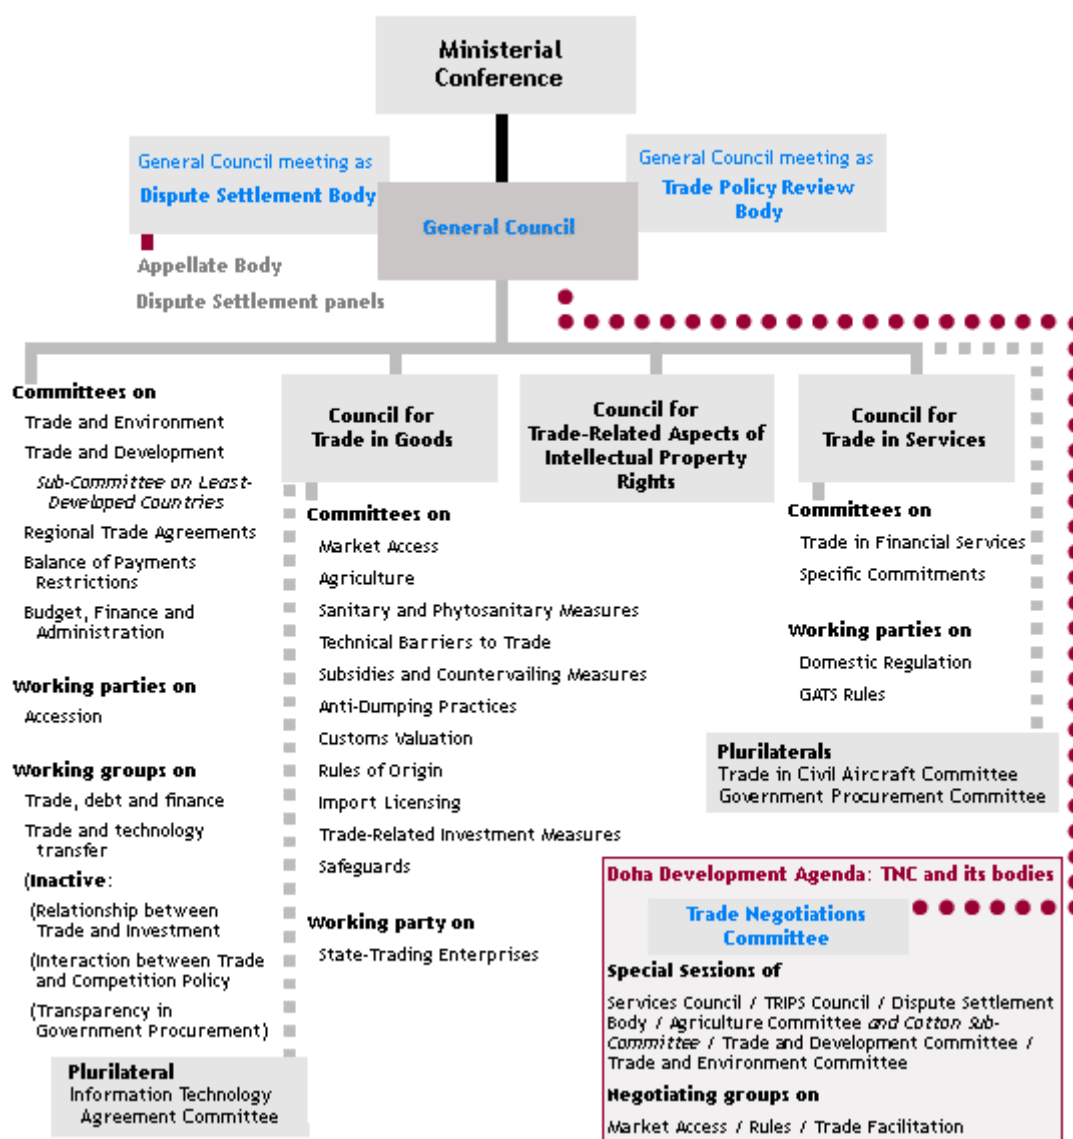 Ministerial
Conference
General Council meeting as
Dispute Settlement Body
General Council meeting as
Trade Policy Review
Body
General Council
Appellate Body
Dispute Settlement panels
Committees on
Trade and Environment
Trade and Development
Sub-Committee on Least-
Developed Countries
Regional Trade Agreements
Balance of Payments
Restrictions
Budget, Finance and
Administration
Working parties on
Accession
Working groups on
Trade, debt and finance
Trade and technology
transfer
(Inactive:
(Relationship between
Trade and Investment
(Interaction between Trade
and Competition Policy
(Transparency in
Government Procurement)
Plurilateral
Information Technology
Agreement Committee
Council for
Trade in Goods
Committees on
Market Access
Agriculture
Sanitary and Phytosanitary Measures
Technical Barriers to Trade
Subsidies and Countervailing Measures
Anti-Dumping Practices
Customs Valuation
Rules of Origin
Import Licensing
Trade-Related Investment Measures
Safeguards
Working party on
State-Trading Enterprises
Council for
Trade-Related Aspects of
Intellectual Property
Rights
Council for
Trade in Services
Committees on
Trade in Financial Services
Specific Commitments
Working parties on
Domestic Regulation
GATS Rules
Plurilaterals
Trade in Civil Aircraft Committee
Government Procurement Committee
Doha Development Agenda: TNC and its bodies
Trade Negotiations
Committee
Special Sessions of
Services Council / TRIPS Council / Dispute Settlement
Body / Agriculture Committee and Cotton Sub-
Committee / Trade and Development Committee /
Trade and Environment Committee
Negotiating groups on
Market Access / Rules / Trade Facilitation